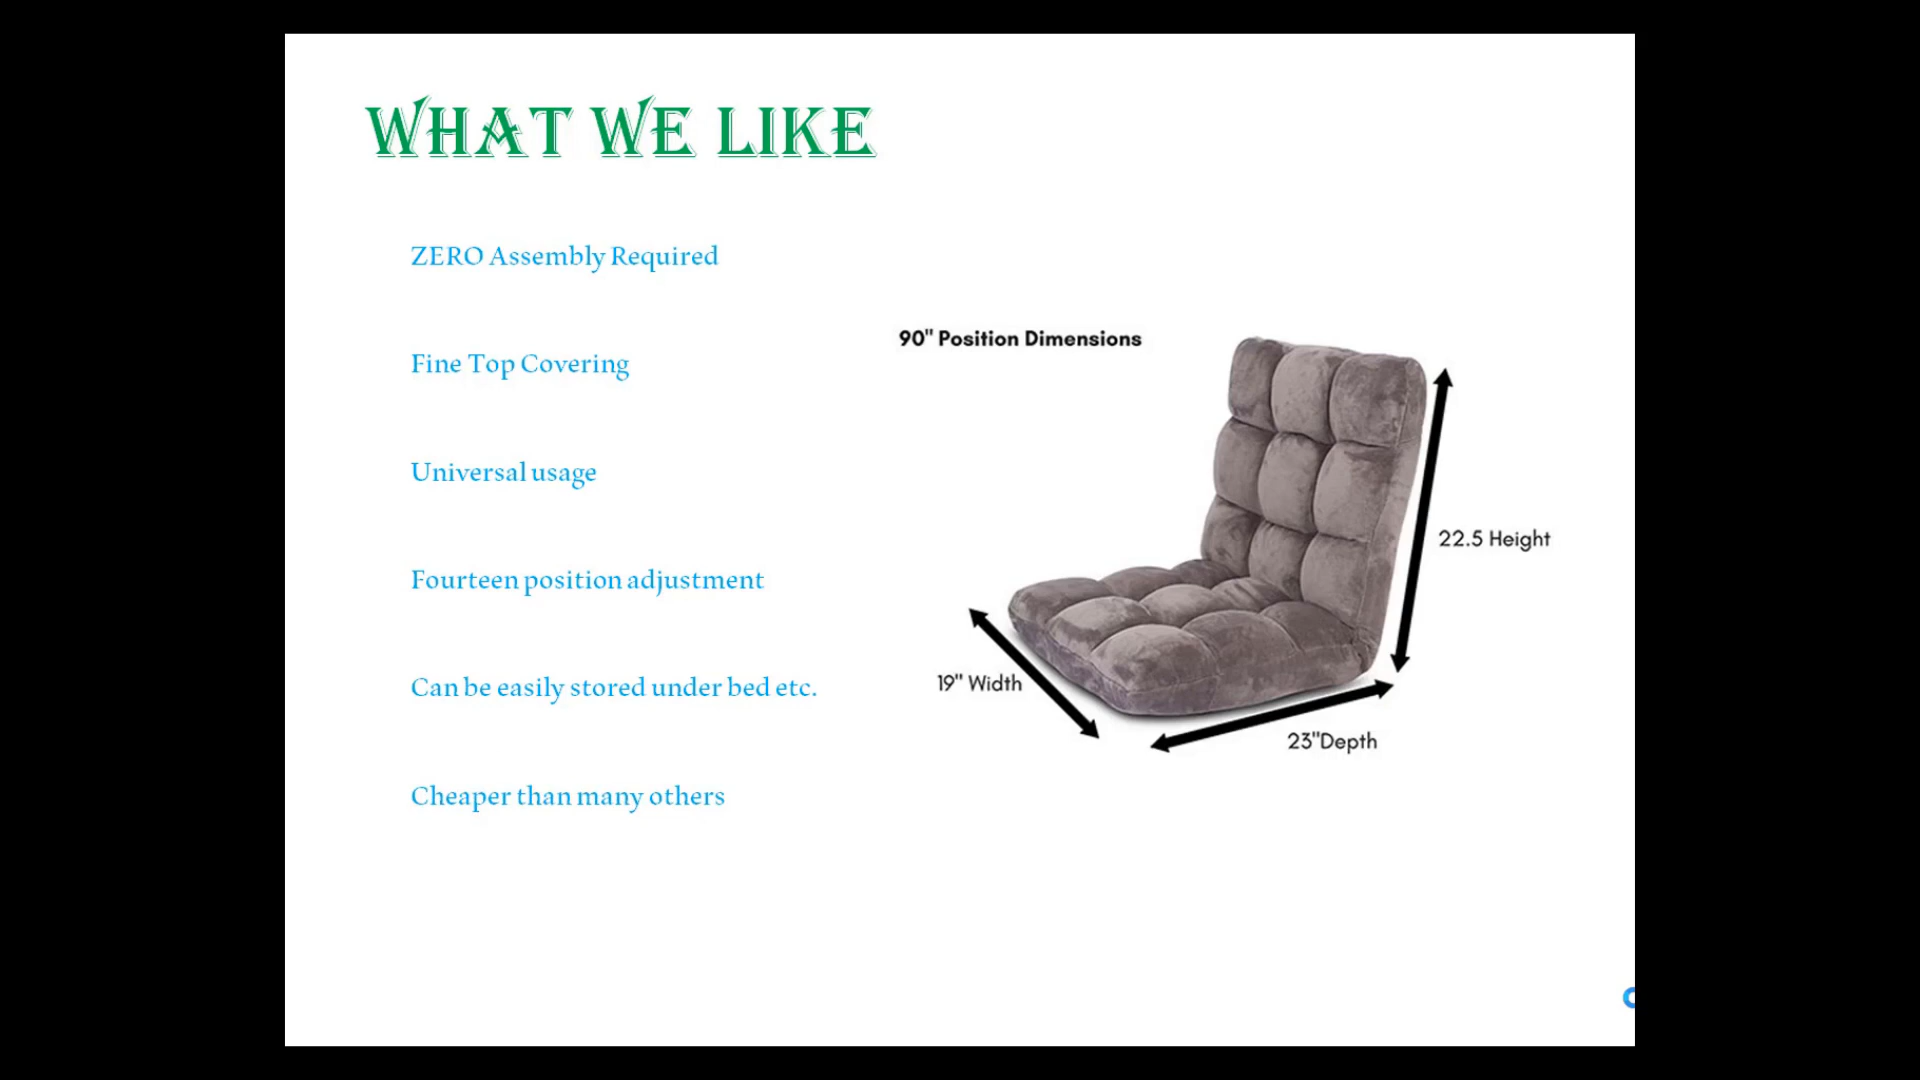 WHAT WE LIKE
ZERO Assembly Required
Fine Top Covering
Universal usage
Fourteen position adjustment
Can be easily stored under bed etc.
Cheaper than many others
90" Position Dimensions
22.5 Height
19" Width
23"Depth